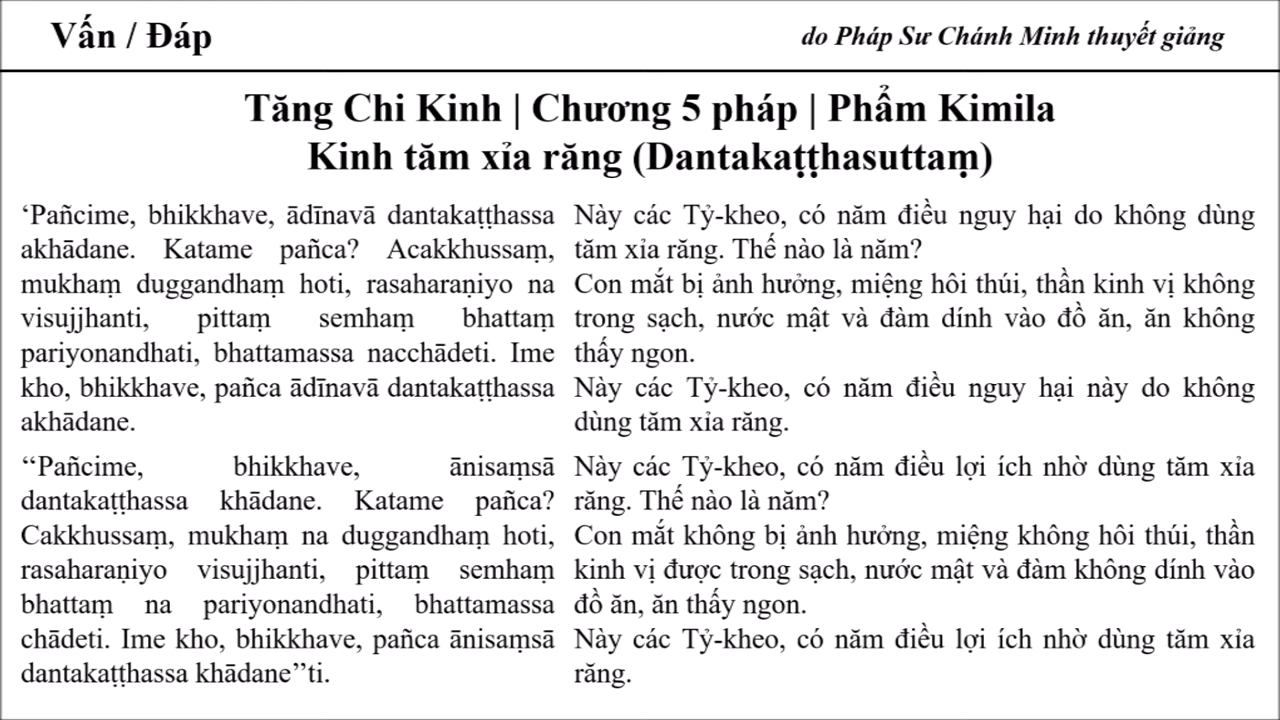 Vấn / Đáp
do Pháp Sư Chánh Minh thuyết giảng
Tăng Chi Kinh | Chương 5 pháp | Phẩm Kimila
Kinh tăm xỉa răng (Dantakaṭṭhasuttaṃ)
‘Pañcime, bhikkhave, ādīnavā dantakaṭṭhassa
akhādane. Katame pañca? Acakkhussaṃ,
mukhaṃ duggandhaṃ hoti, rasaharaṇiyo na
visujjhanti, pittaṃ semhaṃ bhattaṃ
pariyonandhati, bhattamassa nacchādeti. Ime
kho, bhikkhave, pañca ādīnavā dantakaṭṭhassa
akhādane.
Này các Tỷ-kheo, có năm điều nguy hại do không dùng
tăm xỉa răng. Thế nào là năm?
Con mắt bị ảnh hưởng, miệng hôi thúi, thần kinh vị không
trong sạch, nước mật và đàm dính vào đồ ăn, ăn không
thấy ngon.
Này các Tỷ-kheo, có năm điều nguy hại này do không
dùng tăm xỉa răng.
‘‘Pañcime, bhikkhave, ānisaṃsā
dantakaṭṭhassa khādane. Katame pañca?
Cakkhussaṃ, mukhaṃ na duggandhaṃ hoti,
rasaharaṇiyo visujjhanti, pittaṃ semhaṃ
bhattaṃ na pariyonandhati, bhattamassa
chādeti. Ime kho, bhikkhave, pañca ānisaṃsā
dantakaṭṭhassa khādane’’ti.
Này các Tỷ-kheo, có năm điều lợi ích nhờ dùng tăm xỉa
răng. Thế nào là năm?
Con mắt không bị ảnh hưởng, miệng không hôi thúi, thần
kinh vị được trong sạch, nước mật và đàm không dính vào
đồ ăn, ăn thấy ngon.
Này các Tỷ-kheo, có năm điều lợi ích nhờ dùng tăm xỉa
răng.